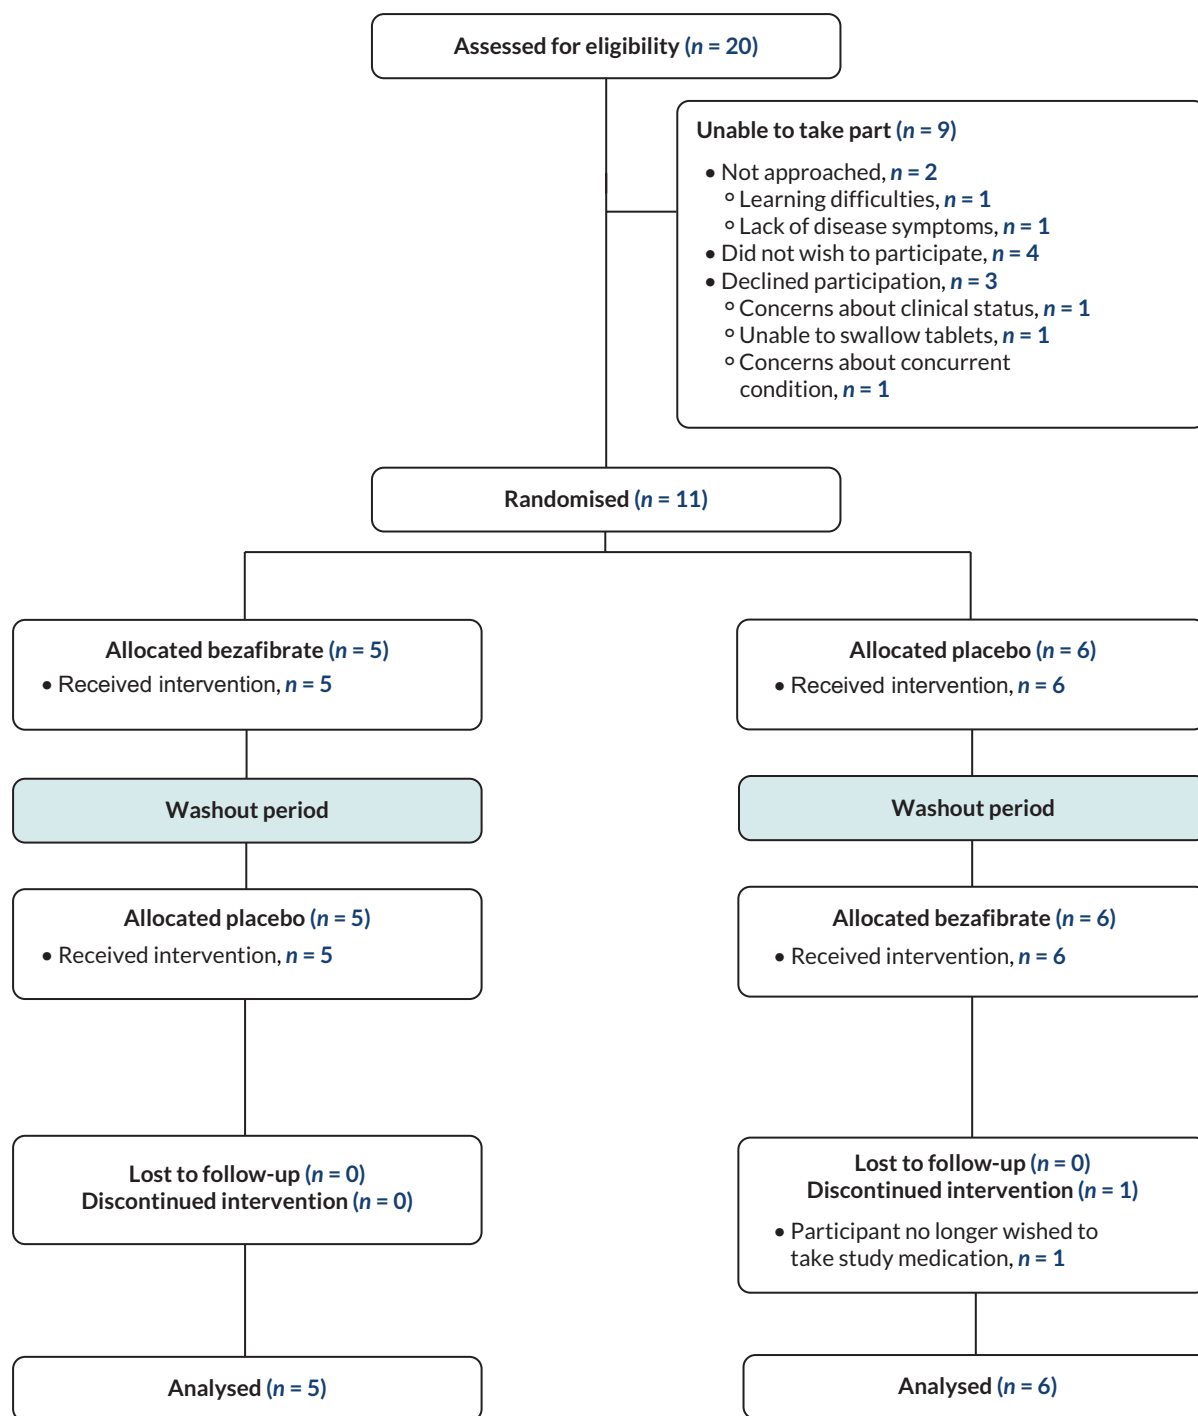 Assessed for eligibility (n = 20)
Unable to take part (n = 9)
• Not approached, n = 2
° Learning difficulties, n = 1
° Lack of disease symptoms, n = 1
• Did not wish to participate, n = 4
• Declined participation, n = 3
° Concerns about clinical status, n = 1
° Unable to swallow tablets, n = 1
° Concerns about concurrent
condition, n = 1
Randomised (n = 11)
Allocated bezafibrate (n = 5)
• Received intervention, n = 5
Washout period
Allocated placebo (n = 5)
• Received intervention, n = 5
Lost to follow-up (n = 0)
Discontinued intervention (n = 0)
Analysed (n = 5)
Allocated placebo (n = 6)
• Received intervention, n = 6
Washout period
Allocated bezafibrate (n = 6)
• Received intervention, n = 6
Lost to follow-up (n = 0)
Discontinued intervention (n = 1)
• Participant no longer wished to
take study medication, n = 1
Analysed (n = 6)